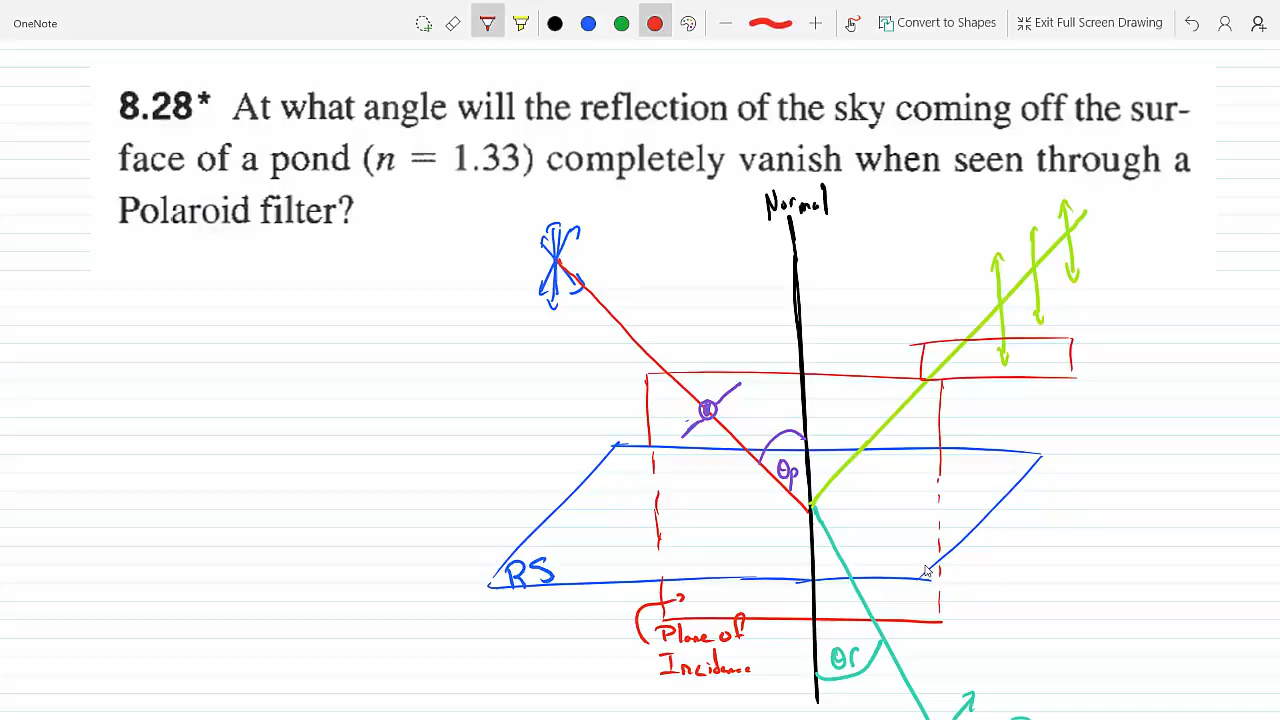 OneNote
Convert to Shapes
Exit Full Screen Drawing
8.28* At what angle will the reflection of the sky coming off the sur-
face of a pond (n = 1.33) completely vanish when seen through a
Polaroid filter?
Normal
θp
RS
Plane of
Incidence
θr